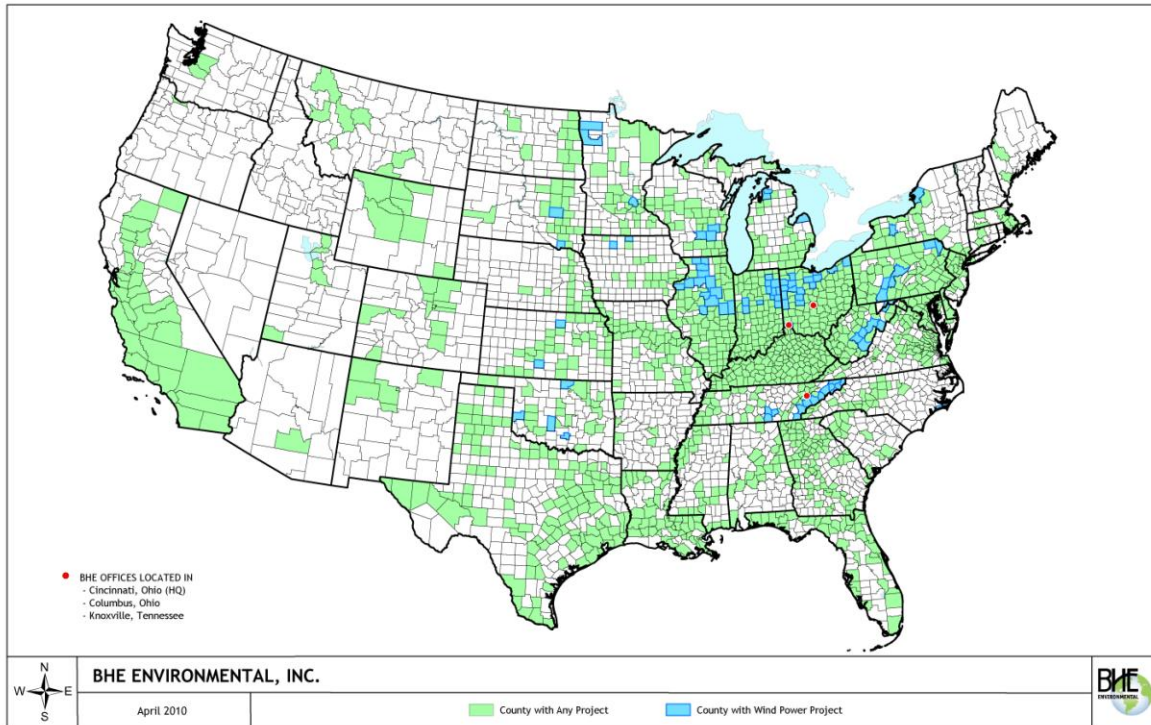 BHE OFFICES LOCATED IN
- Cincinnati, Ohio (HQ)
- Columbus, Ohio
- Knoxville, Tennessee
N
W E
S
BHE ENVIRONMENTAL, INC.
April 2010
County with Any Project
County with Wind Power Project
BHE
ENVIRONMENTAL